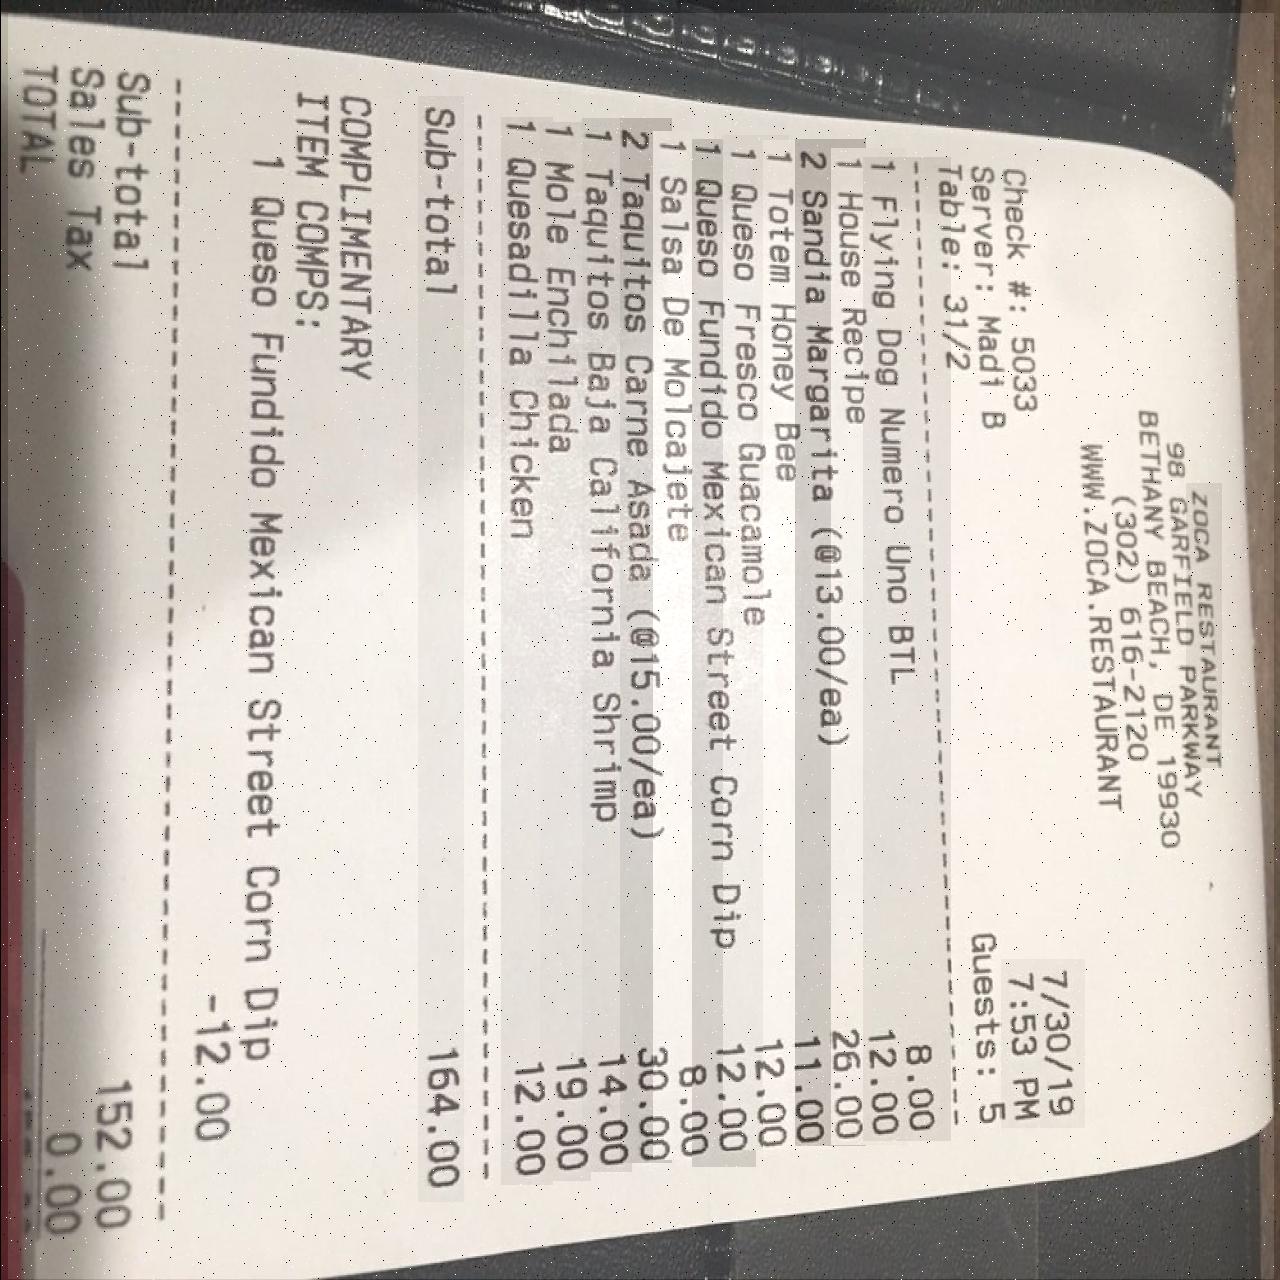 ZOCA RESTAURANT
98 GARFIELD PARKWAY
BETHANY BEACH, DE 19930
(302) 616-2120
WWW.ZOCA.RESTAURANT
7/30/19
Check #: 5033 7:53 PM
Server: Madi B Guests: 5
Table: 31/2
1 Flying Dog Numero Uno BTL 8.00
1 House Recipe 12.00
2 Sandia Margarita (@13.00/ea) 26.00
1 Totem Honey Bee 11.00
1 Queso Fresco Guacamole 12.00
1 Queso Fundido Mexican Street Corn Dip 12.00
1 Salsa De Molcajete 8.00
2 Taquitos Carne Asada (@15.00/ea) 30.00
1 Taquitos Baja California Shrimp 14.00
1 Mole Enchilada 19.00
1 Quesadilla Chicken 12.00
Sub-total 164.00
COMPLIMENTARY
ITEM COMPS:
1 Queso Fundido Mexican Street Corn Dip
-12.00
Sub-total 152.00
Sales Tax 0.00
TOTAL